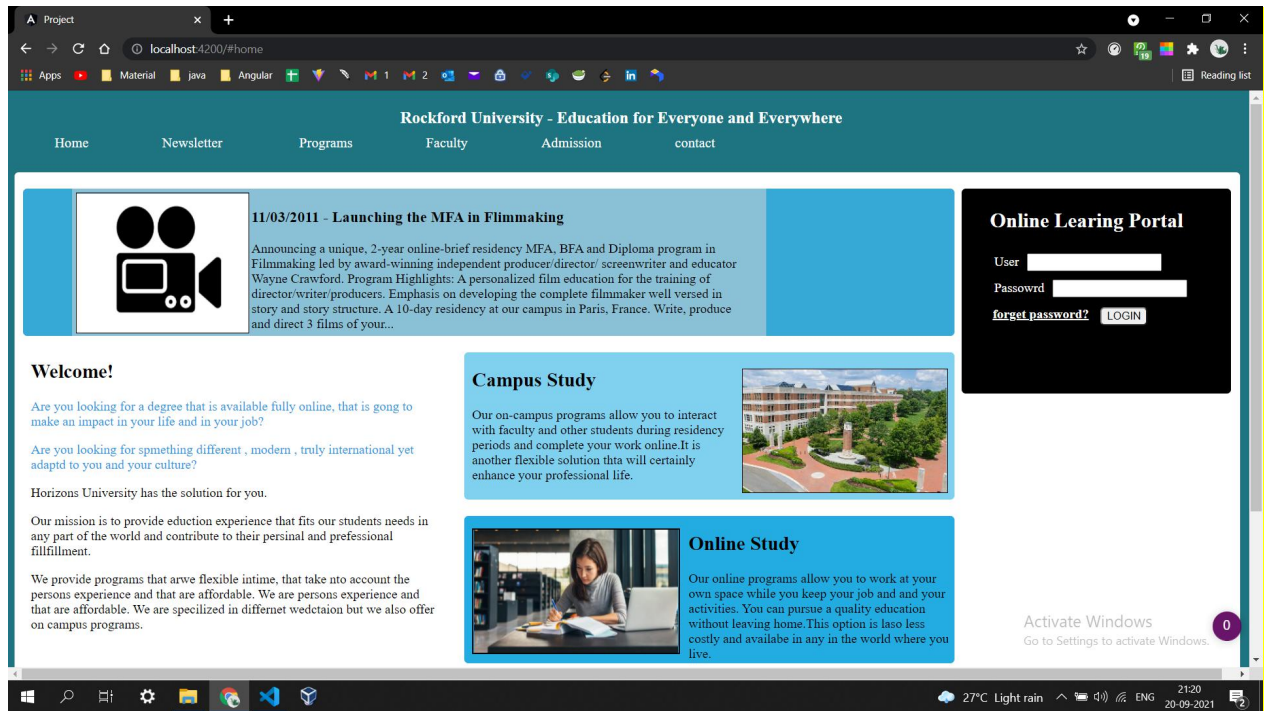 Project
localhost:4200/#home
Apps
Material
java
Angular
1
2
19
Reading list
Rockford University - Education for Everyone and Everywhere
Home
Newsletter
Programs
Faculty
Admission
contact
11/03/2011 - Launching the MFA in Flimmaking
Announcing a unique, 2-year online-brief residency MFA, BFA and Diploma program in
Filmmaking led by award-winning independent producer/director/ screenwriter and educator
Wayne Crawford. Program Highlights: A personalized film education for the training of
director/writer/producers. Emphasis on developing the complete filmmaker well versed in
story and story structure. A 10-day residency at our campus in Paris, France. Write, produce
and direct 3 films of your...
Online Learing Portal
User
Passowrd
forget password?
LOGIN
Welcome!
Are you looking for a degree that is available fully online, that is gong to
make an impact in your life and in your job?
Are you looking for spmething different , modern , truly international yet
adaptd to you and your culture?
Horizons University has the solution for you.
Our mission is to provide eduction experience that fits our students needs in
any part of the world and contribute to their persinal and prefessional
fillfillment.
We provide programs that arwe flexible intime, that take nto account the
persons experience and that are affordable. We are persons experience and
that are affordable. We are specilized in differnet wedctaion but we also offer
on campus programs.
Campus Study
Our on-campus programs allow you to interact
with faculty and other students during residency
periods and complete your work online.It is
another flexible solution thta will certainly
enhance your professional life.
Online Study
Our online programs allow you to work at your
own space while you keep your job and and your
activities. You can pursue a quality education
without leaving home.This option is laso less
costly and availabe in any in the world where you
live.
Activate Windows
Go to Settings to activate Windows.
0
27°C Light rain
ENG
21:20
20-09-2021
2